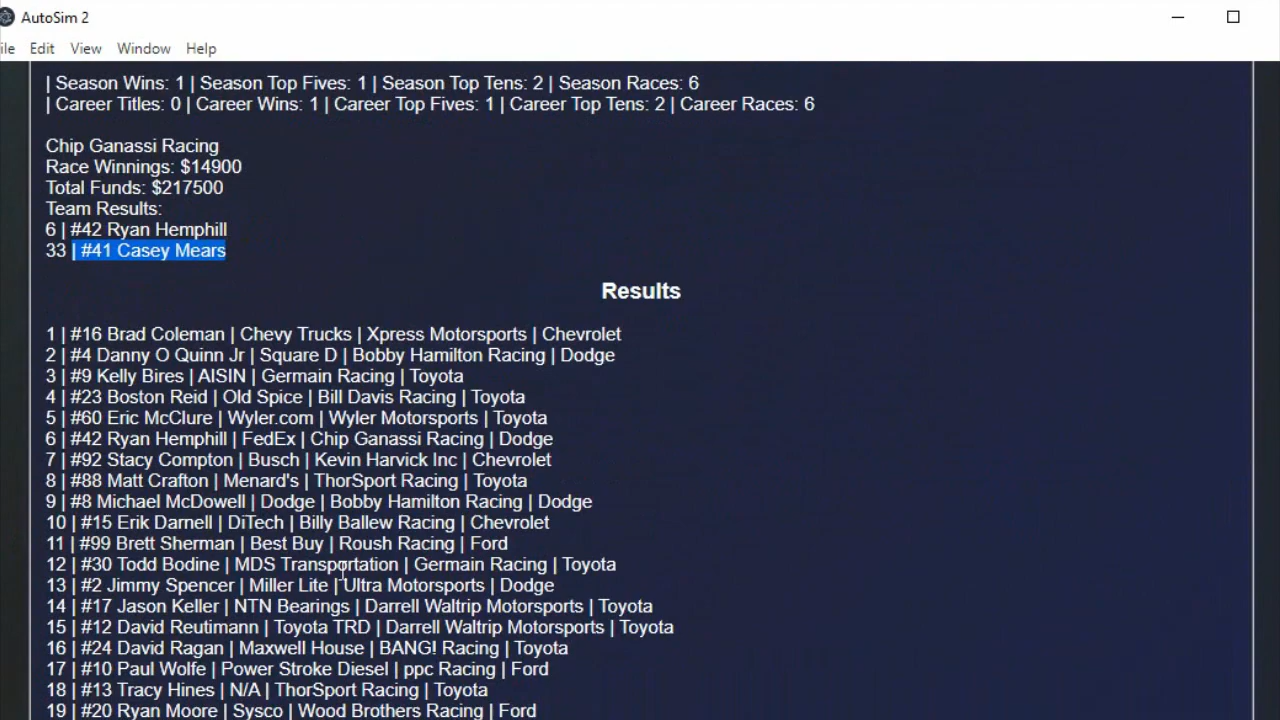 AutoSim 2
ile Edit View Window Help
| Season Wins: 1 | Season Top Fives: 1 | Season Top Tens: 2 | Season Races: 6
| Career Titles: 0 | Career Wins: 1 | Career Top Fives: 1 | Career Top Tens: 2 | Career Races: 6
Chip Ganassi Racing
Race Winnings: $14900
Total Funds: $217500
Team Results:
6 | #42 Ryan Hemphill
33 | #41 Casey Mears
Results
1 | #16 Brad Coleman | Chevy Trucks | Xpress Motorsports | Chevrolet
2 | #4 Danny O Quinn Jr | Square D | Bobby Hamilton Racing | Dodge
3 | #9 Kelly Bires | AISIN | Germain Racing | Toyota
4 | #23 Boston Reid | Old Spice | Bill Davis Racing | Toyota
5 | #60 Eric McClure | Wyler.com | Wyler Motorsports | Toyota
6 | #42 Ryan Hemphill | FedEx | Chip Ganassi Racing | Dodge
7 | #92 Stacy Compton | Busch | Kevin Harvick Inc | Chevrolet
8 | #88 Matt Crafton | Menard's | ThorSport Racing | Toyota
9 | #8 Michael McDowell | Dodge | Bobby Hamilton Racing | Dodge
10 | #15 Erik Darnell | DiTech | Billy Ballew Racing | Chevrolet
11 | #99 Brett Sherman | Best Buy | Roush Racing | Ford
12 | #30 Todd Bodine | MDS Transportation | Germain Racing | Toyota
13 | #2 Jimmy Spencer | Miller Lite | Ultra Motorsports | Dodge
14 | #17 Jason Keller | NTN Bearings | Darrell Waltrip Motorsports | Toyota
15 | #12 David Reutimann | Toyota TRD | Darrell Waltrip Motorsports | Toyota
16 | #24 David Ragan | Maxwell House | BANG! Racing | Toyota
17 | #10 Paul Wolfe | Power Stroke Diesel | ppc Racing | Ford
18 | #13 Tracy Hines | N/A | ThorSport Racing | Toyota
19 | #20 Ryan Moore | Sysco | Wood Brothers Racing | Ford